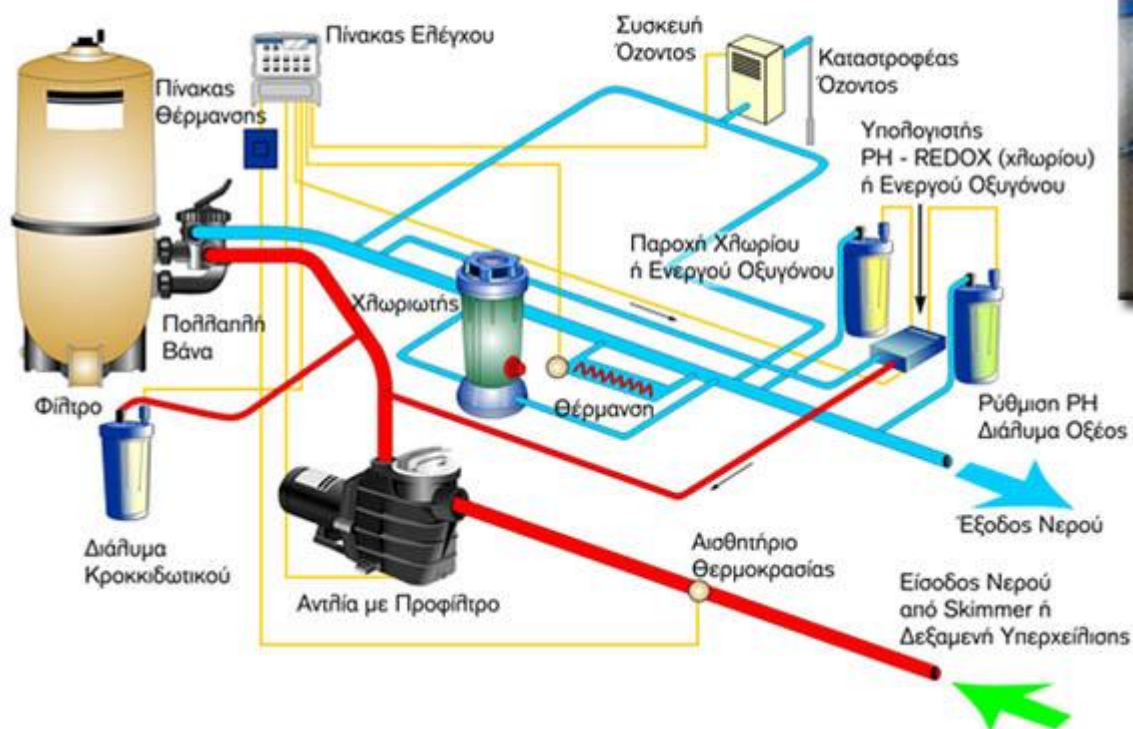 Πίνακας Ελέγχου
Συσκευή
Όζοντος
Καταστροφέας
Όζοντος
Πίνακας
Θέρμανσης
Υπολογιστής
PH - REDOX (χλωρίου)
ή Ενεργού Οξυγόνου
Παροχή Χλωρίου
ή Ενεργού Οξυγόνου
Χλωριωτής
Πολλαπλή
Βάνα
Φίλτρο
Θέρμανση
Ρύθμιση PH
Διάλυμα Οξέος
Έξοδος Νερού
Διάλυμα
Κροκκιδωτικού
Αντλία με Προφίλτρο
Αισθητήριο
Θερμοκρασίας
Είσοδος Νερού
από Skimmer ή
Δεξαμενή Υπερχείλισης